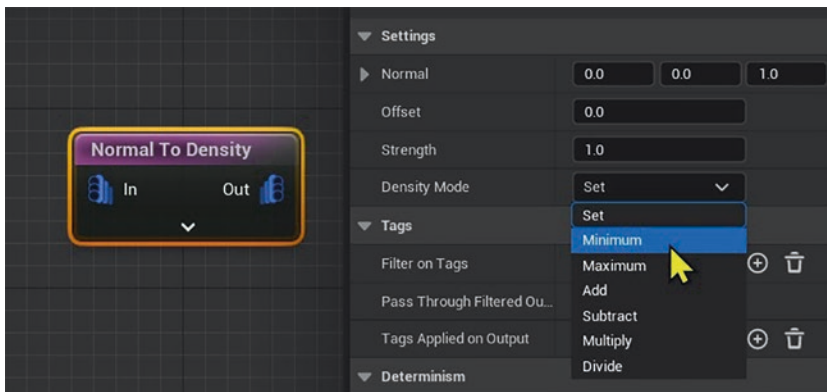 Normal To Density
In Out
Settings
Normal 0.0 0.0 1.0
Offset 0.0
Strength 1.0
Density Mode Set
Set
Minimum
Maximum
Add
Subtract
Multiply
Divide
Tags
Filter on Tags
Pass Through Filtered Ou...
Tags Applied on Output
Determinism